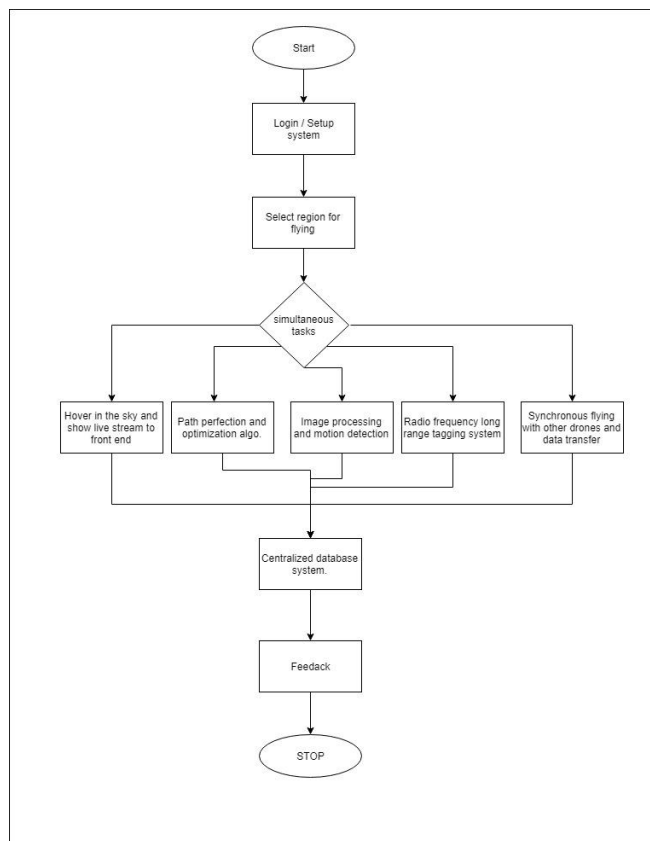 Start
Login / Setup
system
Select region for
flying
simultaneous
tasks
Hover in the sky and
show live stream to
front end
Path perfection and
optimization algo.
Image processing
and motion detection
Radio frequency long
range tagging system
Synchronous flying
with other drones and
data transfer
Centralized database
system.
Feedack
STOP